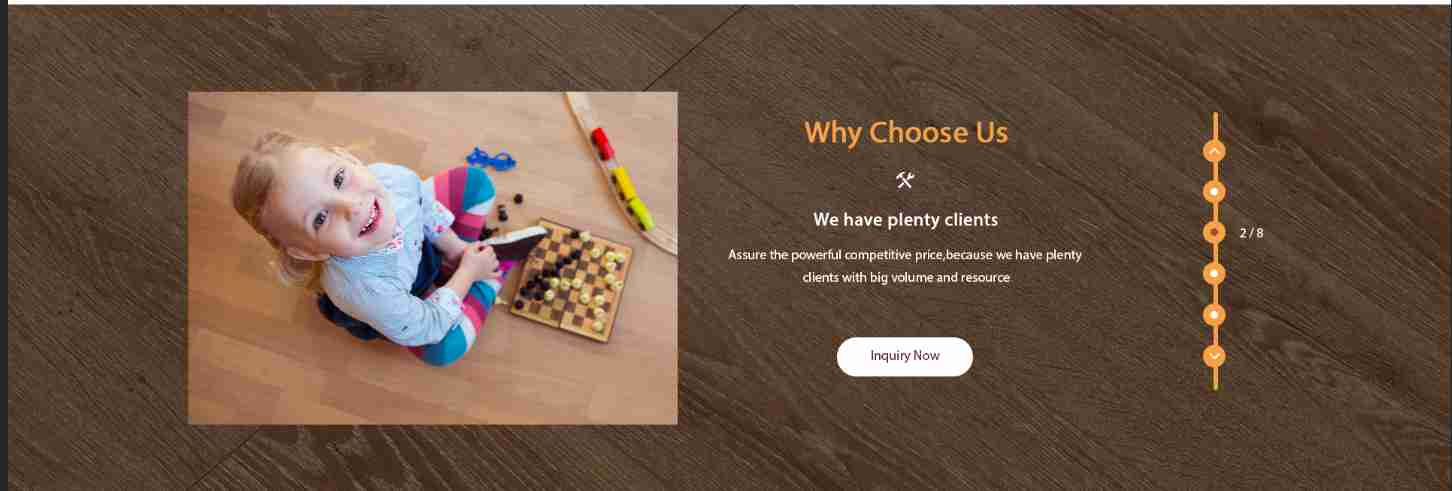 Why Choose Us
We have plenty clients
Assure the powerful competitive price,because we have plenty
clients with big volume and resource
2 / 8
Inquiry Now